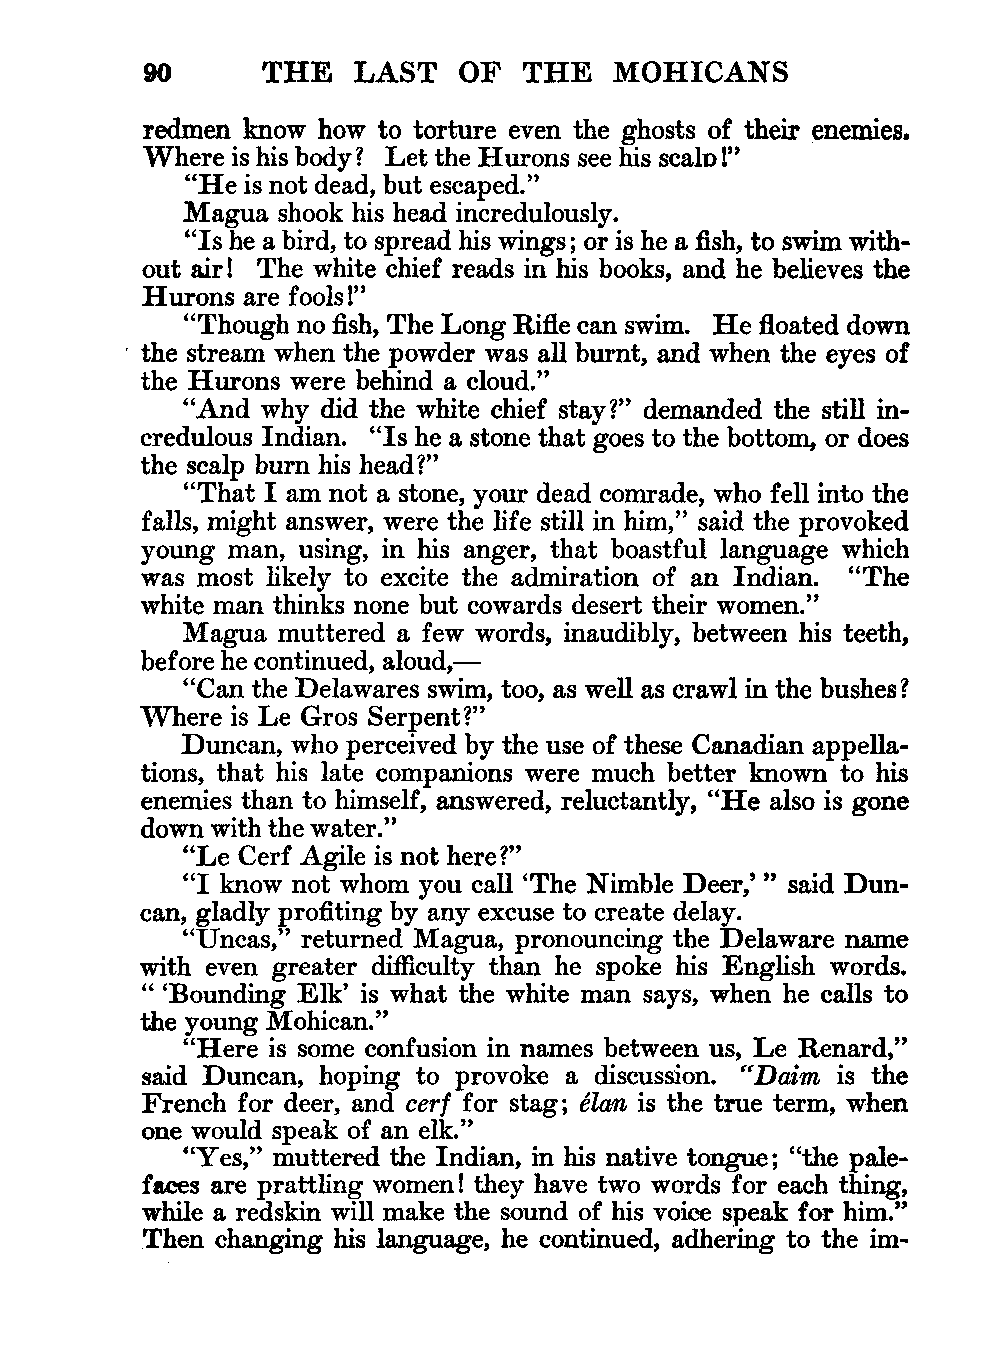 90 THE LAST OF THE MOHICANS
redmen know how to torture even the ghosts of their enemies.
Where is his body? Let the Hurons see his scalp!”
“He is not dead, but escaped.”
Magua shook his head incredulously.
“Is he a bird, to spread his wings; or is he a fish, to swim with-
out air! The white chief reads in his books, and he believes the
Hurons are fools!”
“Though no fish, The Long Rifle can swim. He floated down
the stream when the powder was all burnt, and when the eyes of
the Hurons were behind a cloud.”
“And why did the white chief stay?” demanded the still in-
credulous Indian. “Is he a stone that goes to the bottom, or does
the scalp burn his head?”
“That I am not a stone, your dead comrade, who fell into the
falls, might answer, were the life still in him,” said the provoked
young man, using, in his anger, that boastful language which
was most likely to excite the admiration of an Indian. “The
white man thinks none but cowards desert their women.”
Magua muttered a few words, inaudibly, between his teeth,
before he continued, aloud,—
“Can the Delawares swim, too, as well as crawl in the bushes?
Where is Le Gros Serpent?”
Duncan, who perceived by the use of these Canadian appella-
tions, that his late companions were much better known to his
enemies than to himself, answered, reluctantly, “He also is gone
down with the water.”
“Le Cerf Agile is not here?”
“I know not whom you call ‘The Nimble Deer,’ ” said Dun-
can, gladly profiting by any excuse to create delay.
“Uncas,” returned Magua, pronouncing the Delaware name
with even greater difficulty than he spoke his English words.
“ ‘Bounding Elk’ is what the white man says, when he calls to
the young Mohican.”
“Here is some confusion in names between us, Le Renard,”
said Duncan, hoping to provoke a discussion. “Daim is the
French for deer, and cerf for stag; élan is the true term, when
one would speak of an elk.”
“Yes,” muttered the Indian, in his native tongue; “the pale-
faces are prattling women! they have two words for each thing,
while a redskin will make the sound of his voice speak for him.”
Then changing his language, he continued, adhering to the im-